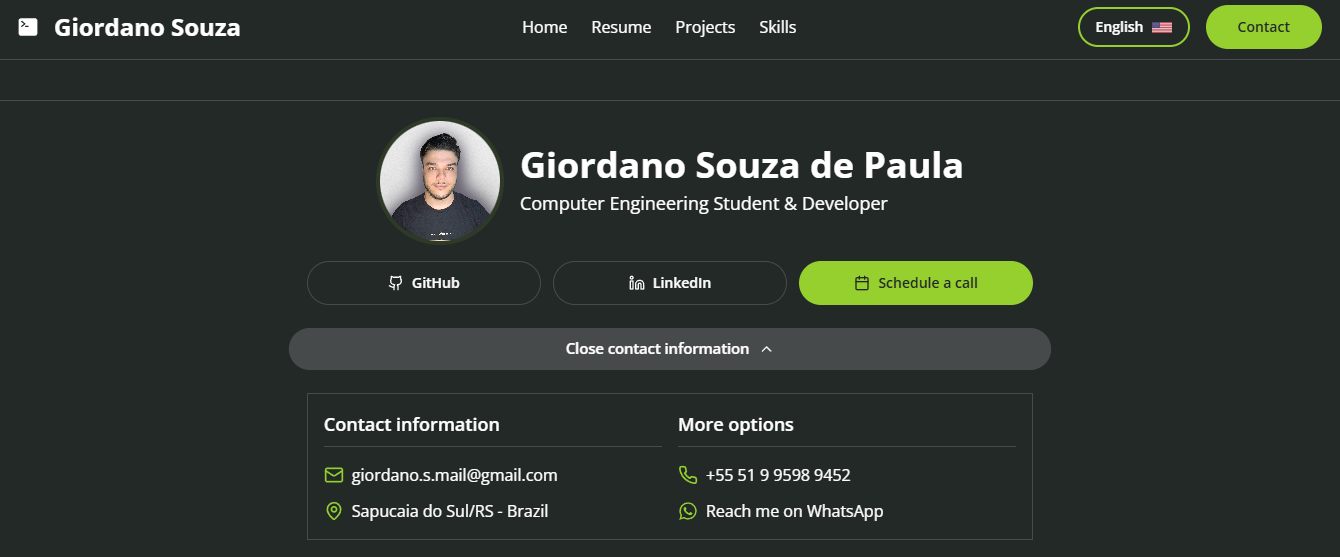 Giordano Souza
Home Resume Projects Skills
English
Contact
Giordano Souza de Paula
Computer Engineering Student & Developer
GitHub
LinkedIn
Schedule a call
Close contact information
Contact information
giordano.s.mail@gmail.com
Sapucaia do Sul/RS - Brazil
More options
+55 51 9 9598 9452
Reach me on WhatsApp